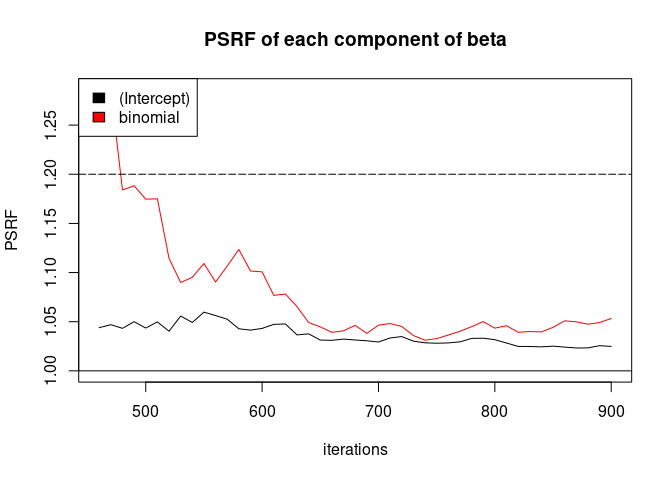 PSRF of each component of beta
(Intercept)
binomial
PSRF
1.25
1.20
1.15
1.10
1.05
1.00
500 600 700 800 900
iterations